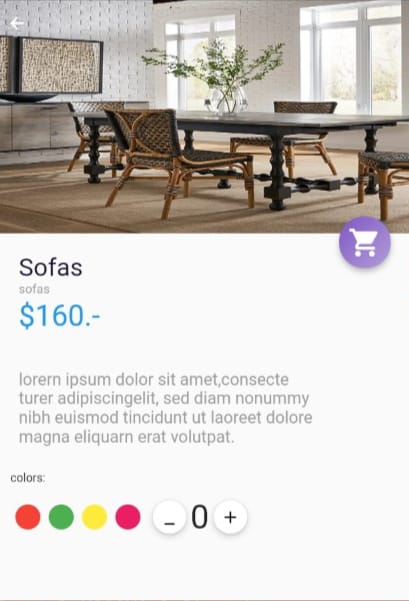 Sofas
sofas
$160.-
lorern ipsum dolor sit amet,consecte
turer adipiscingelit, sed diam nonummy
nibh euismod tincidunt ut laoreet dolore
magna eliquarn erat volutpat.
colors:
_ 0 +